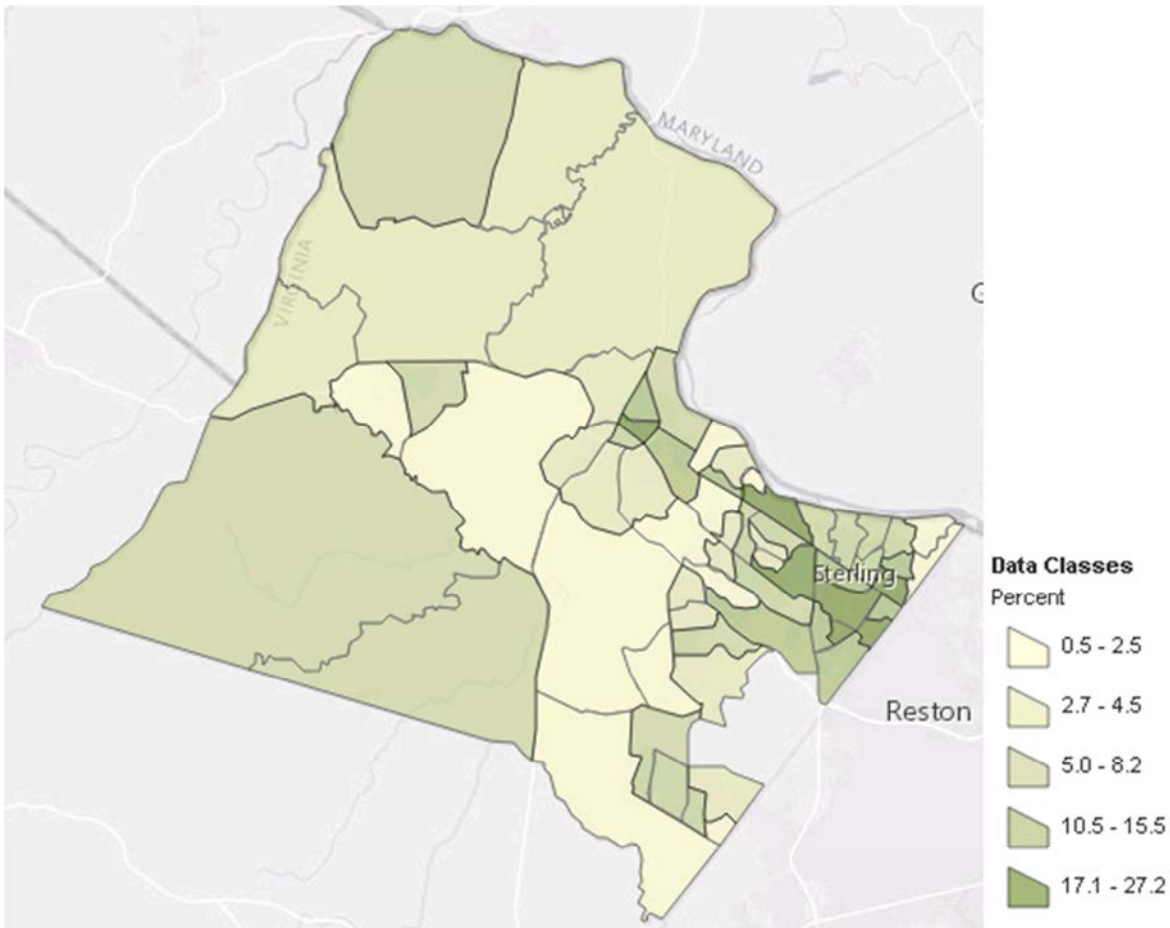 MARYLAND
VIRGINIA
G
Sterling
Reston
Data Classes
Percent
0.5 - 2.5
2.7 - 4.5
5.0 - 8.2
10.5 - 15.5
17.1 - 27.2